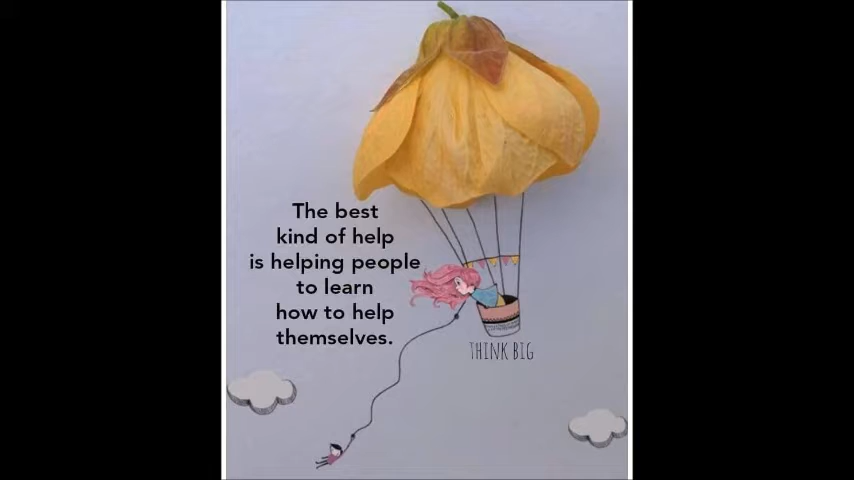 The best
kind of help
is helping people
to learn
how to help
themselves.
THINK BIG